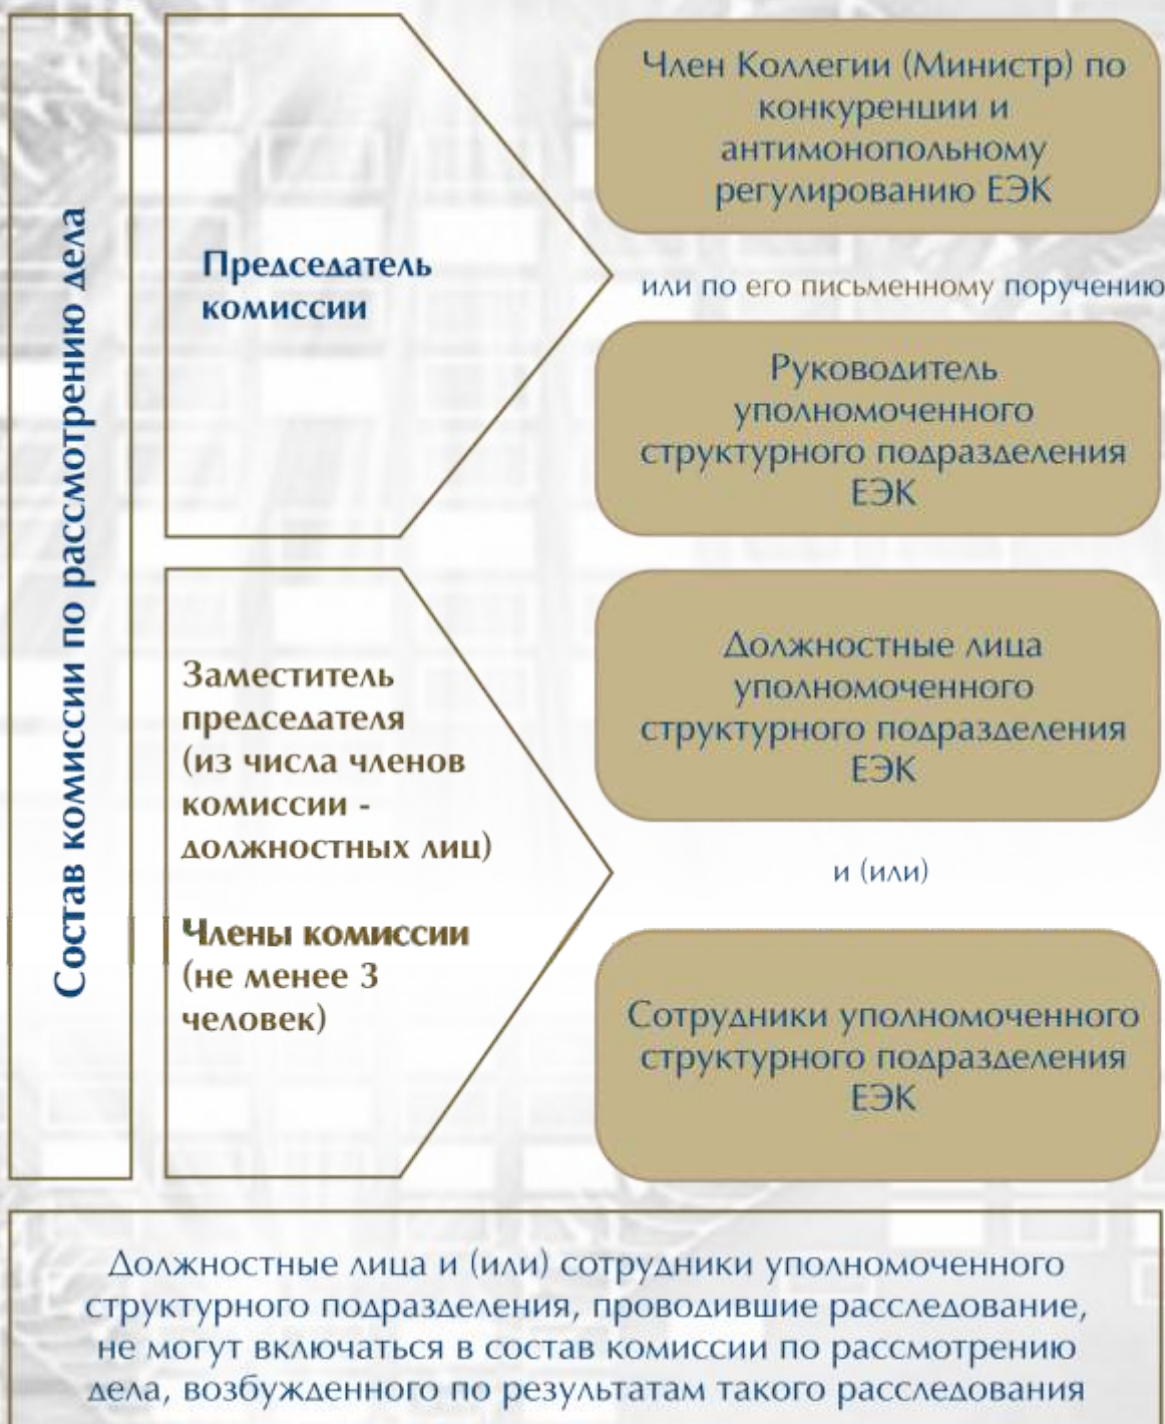 Состав комиссии по рассмотрению дела
Председатель
комиссии
Член Коллегии (Министр) по
конкуренции и
антимонопольному
регулированию ЕЭК
или по его письменному поручению
Руководитель
уполномоченного
структурного подразделения
ЕЭК
Заместитель
председателя
(из числа членов
комиссии -
должностных лиц)
Члены комиссии
(не менее 3
человек)
Должностные лица
уполномоченного
структурного подразделения
ЕЭК
и (или)
Сотрудники уполномоченного
структурного подразделения
ЕЭК
Должностные лица и (или) сотрудники уполномоченного
структурного подразделения, проводившие расследование,
не могут включаться в состав комиссии по рассмотрению
дела, возбужденного по результатам такого расследования